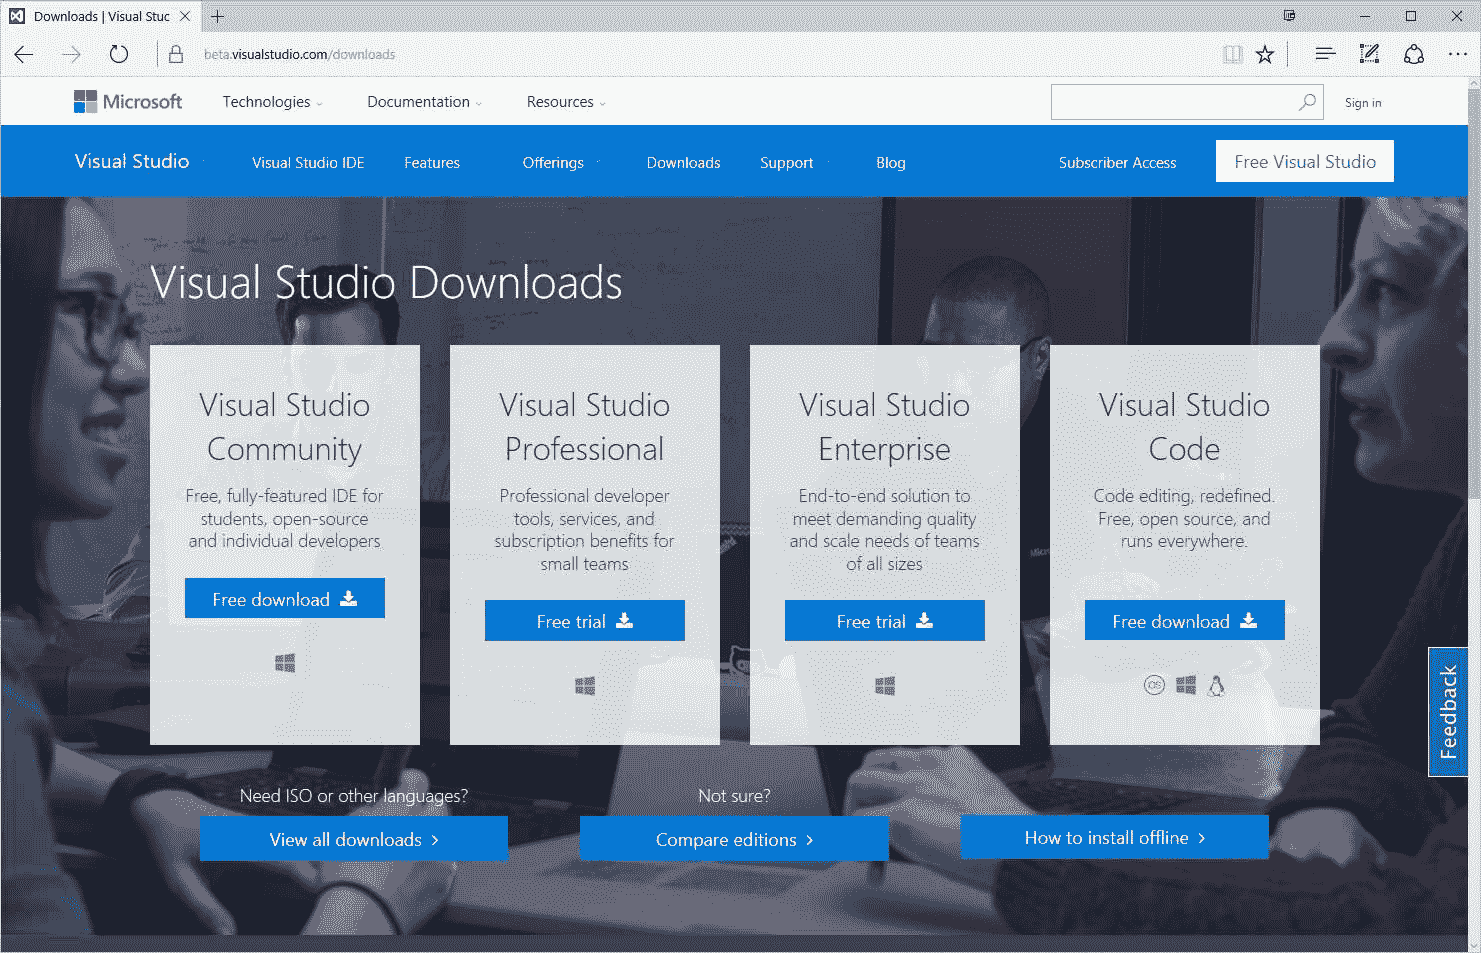 Downloads | Visual Stuc
beta.visualstudio.com/downloads
Microsoft Technologies Documentation Resources Sign in
Visual Studio Visual Studio IDE Features Offerings Downloads Support Blog Subscriber Access Free Visual Studio
Visual Studio Downloads
Visual Studio
Community
Free, fully-featured IDE for
students, open-source
and individual developers
Free download
Visual Studio
Professional
Professional developer
tools, services, and
subscription benefits for
small teams
Free trial
Visual Studio
Enterprise
End-to-end solution to
meet demanding quality
and scale needs of teams
of all sizes
Free trial
Visual Studio
Code
Code editing, redefined.
Free, open source, and
runs everywhere.
Free download
Feedback
Need ISO or other languages?
View all downloads >
Not sure?
Compare editions >
How to install offline >